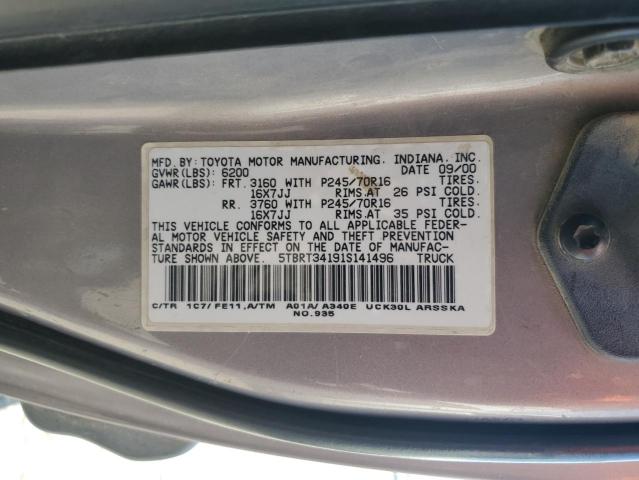 MFD. BY: TOYOTA MOTOR MANUFACTURING, INDIANA, INC.
GVWR(LBS): 6200 DATE 09/00
GAWR(LBS): FRT. 3160 WITH P245/70R16 TIRES.
16X7JJ RIMS.AT 26 PSI COLD.
RR. 3760 WITH P245/70R16 TIRES.
16X7JJ RIMS.AT 35 PSI COLD.
THIS VEHICLE CONFORMS TO ALL APPLICABLE FEDER-
AL MOTOR VEHICLE SAFETY AND THEFT PREVENTION
STANDARDS IN EFFECT ON THE DATE OF MANUFAC-
TURE SHOWN ABOVE. 5TBRT34191S141496 TRUCK
C/TR 1C7/ FE11,A/TM A01A/ A340E UCK30L ARSSKA
NO.935